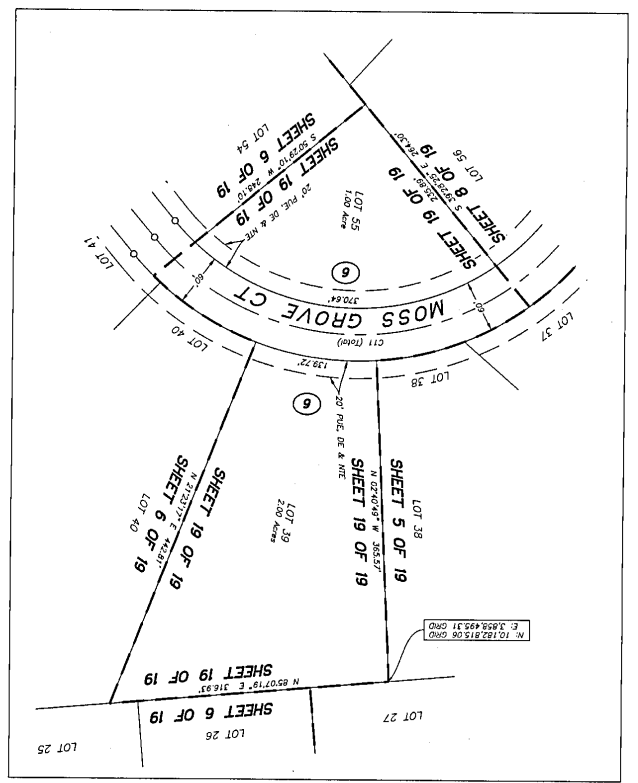 LOT 27
LOT 26
LOT 25
SHEET 6 OF 19
N 85°07'19" E 316.93'
SHEET 19 OF 19
N: 10,182,815.06 GRID
E: 3,858,495.31 GRID
LOT 38
SHEET 5 OF 19
N 02°40'49" W 365.57'
SHEET 19 OF 19
LOT 39
2.00 Acres
SHEET 19 OF 19
N 21°23'17" E 442.81'
SHEET 6 OF 19
LOT 40
20' PUE, DE & NTE
6
LOT 38
139.72'
LOT 40
LOT 37
C11 (Total)
MOSS GROVE CT
60'
60'
370.64'
LOT 41
6
LOT 55
1.00 Acre
20' PUE, DE & NTE
LOT 56
SHEET 8 OF 19
S 39°28'25" E 264.30'
235.89'
SHEET 19 OF 19
SHEET 19 OF 19
S 50°29'10" W 248.10'
SHEET 6 OF 19
LOT 54